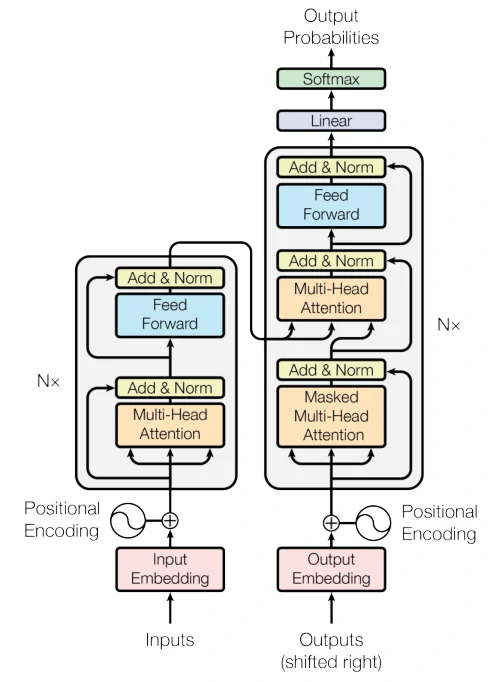 Output
Probabilities
Softmax
Linear
Add & Norm
Feed
Forward
Add & Norm
Multi-Head
Attention
Nx
Add & Norm
Masked
Multi-Head
Attention
Positional
Encoding
Output
Embedding
Outputs
(shifted right)
Add & Norm
Feed
Forward
Nx
Add & Norm
Multi-Head
Attention
Positional
Encoding
Input
Embedding
Inputs